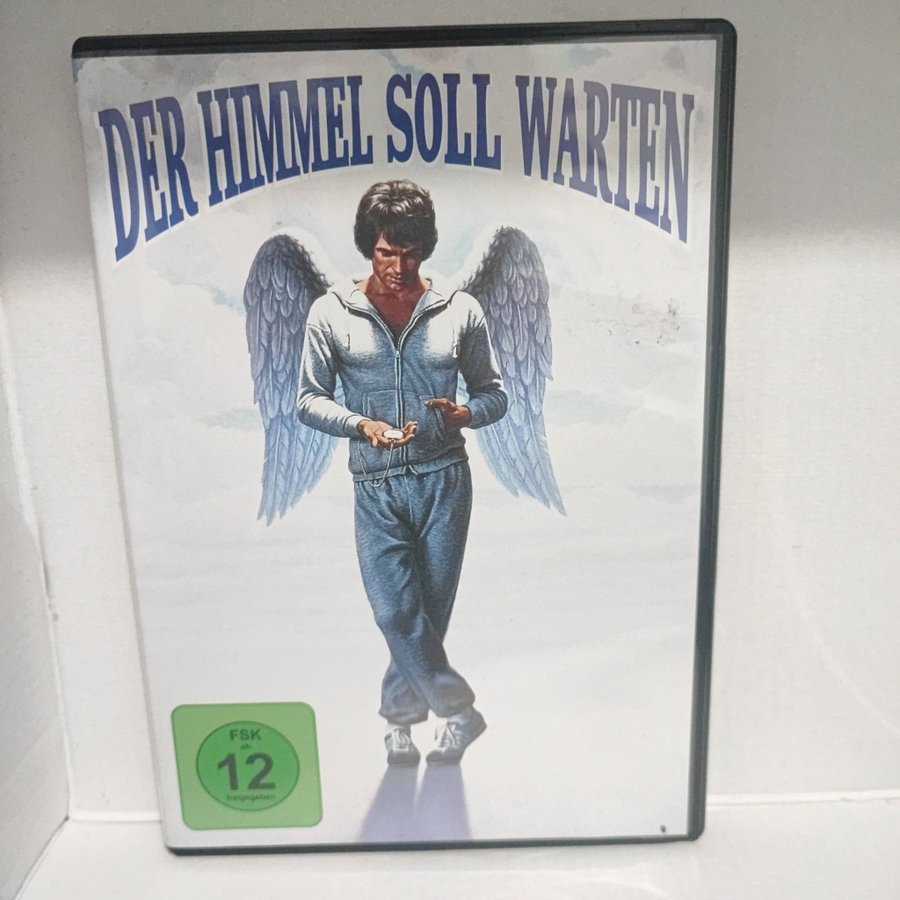 DER HIMMEL SOLL WARTEN
FSK
ab
12
freigegeben